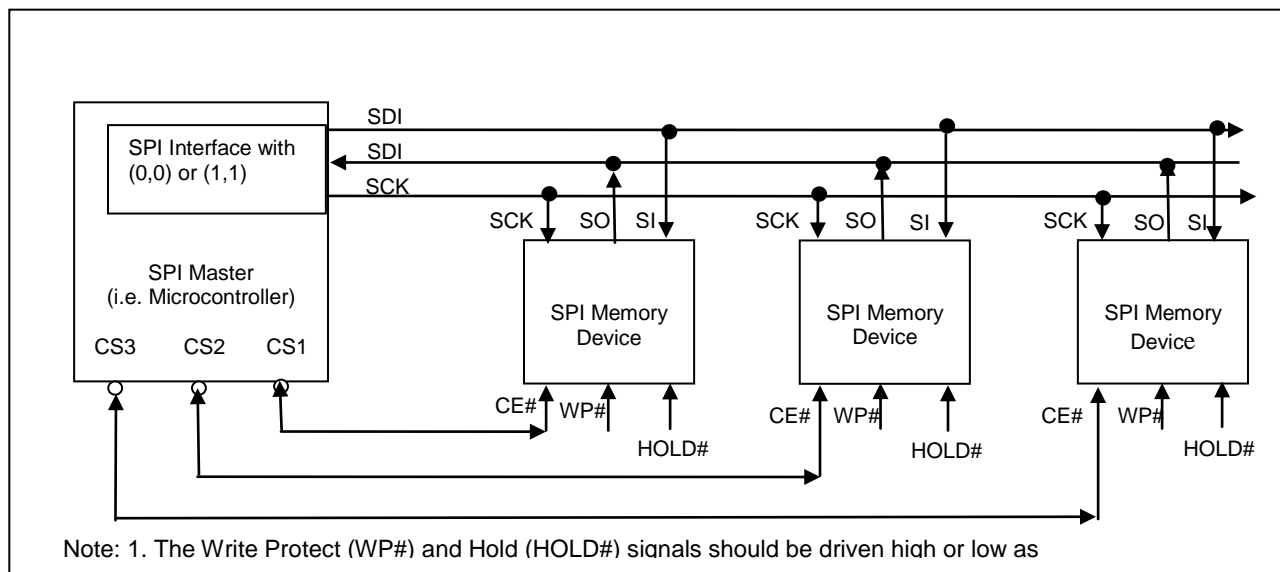 SDI
SPI Interface with
(0,0) or (1,1)
SDI
SCK
SCK SO SI
SCK SO SI
SCK SO SI
SPI Master
(i.e. Microcontroller)
SPI Memory
Device
SPI Memory
Device
SPI Memory
Device
CS3 CS2 CS1
CE# WP#
HOLD#
CE# WP#
HOLD#
CE# WP#
HOLD#
Note: 1. The Write Protect (WP#) and Hold (HOLD#) signals should be driven high or low as